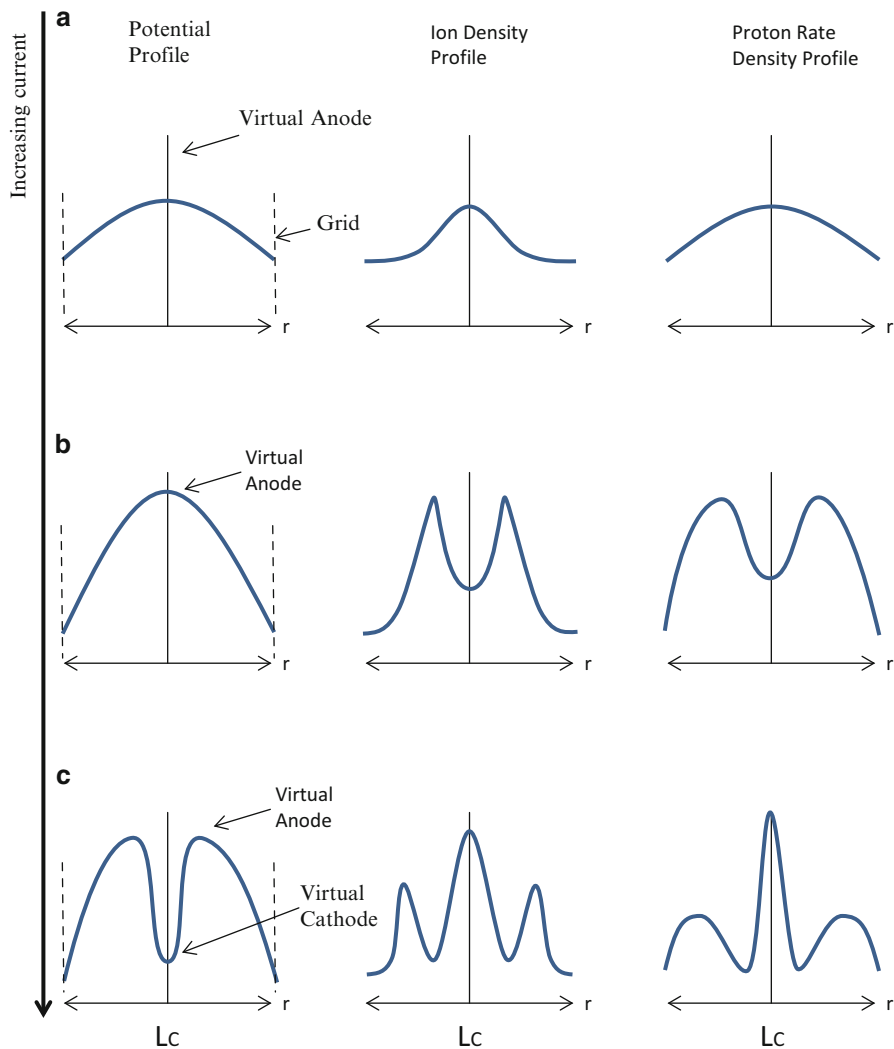 Increasing current
a
Potential
Profile
Ion Density
Profile
Proton Rate
Density Profile
Virtual Anode
Grid
r
r
r
b
Virtual
Anode
r
r
r
c
Virtual
Anode
Virtual
Cathode
r
r
r
Lc
Lc
Lc